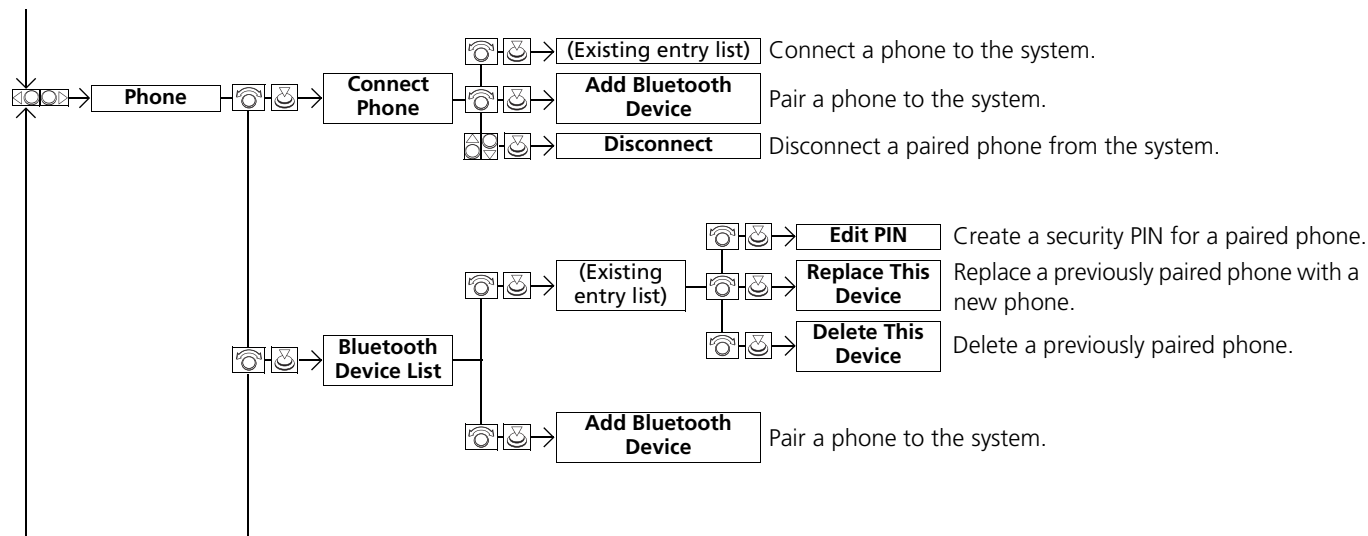 (Existing entry list) Connect a phone to the system.
Phone
Connect
Phone
Add Bluetooth
Device
Pair a phone to the system.
Disconnect Disconnect a paired phone from the system.
Edit PIN Create a security PIN for a paired phone.
(Existing
entry list)
Replace This
Device
Replace a previously paired phone with a
new phone.
Delete This
Device
Delete a previously paired phone.
Bluetooth
Device List
Add Bluetooth
Device
Pair a phone to the system.